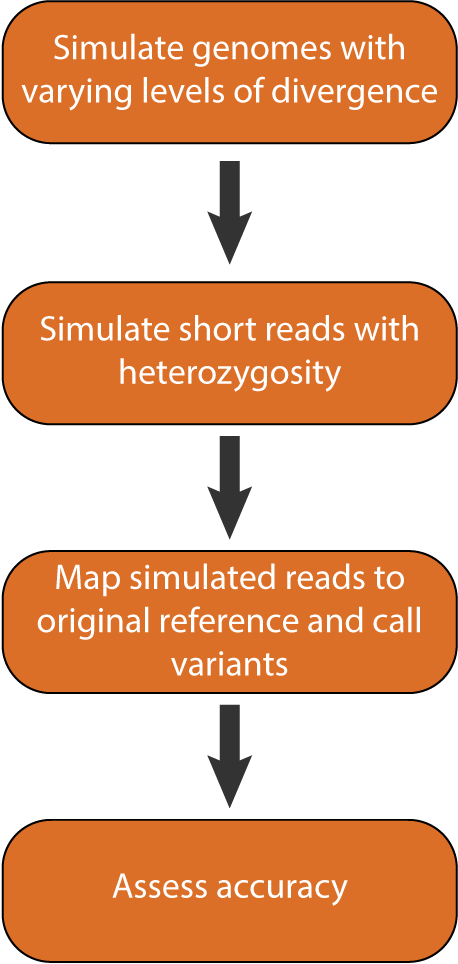 Simulate genomes with
varying levels of divergence
Simulate short reads with
heterozygosity
Map simulated reads to
original reference and call
variants
Assess accuracy